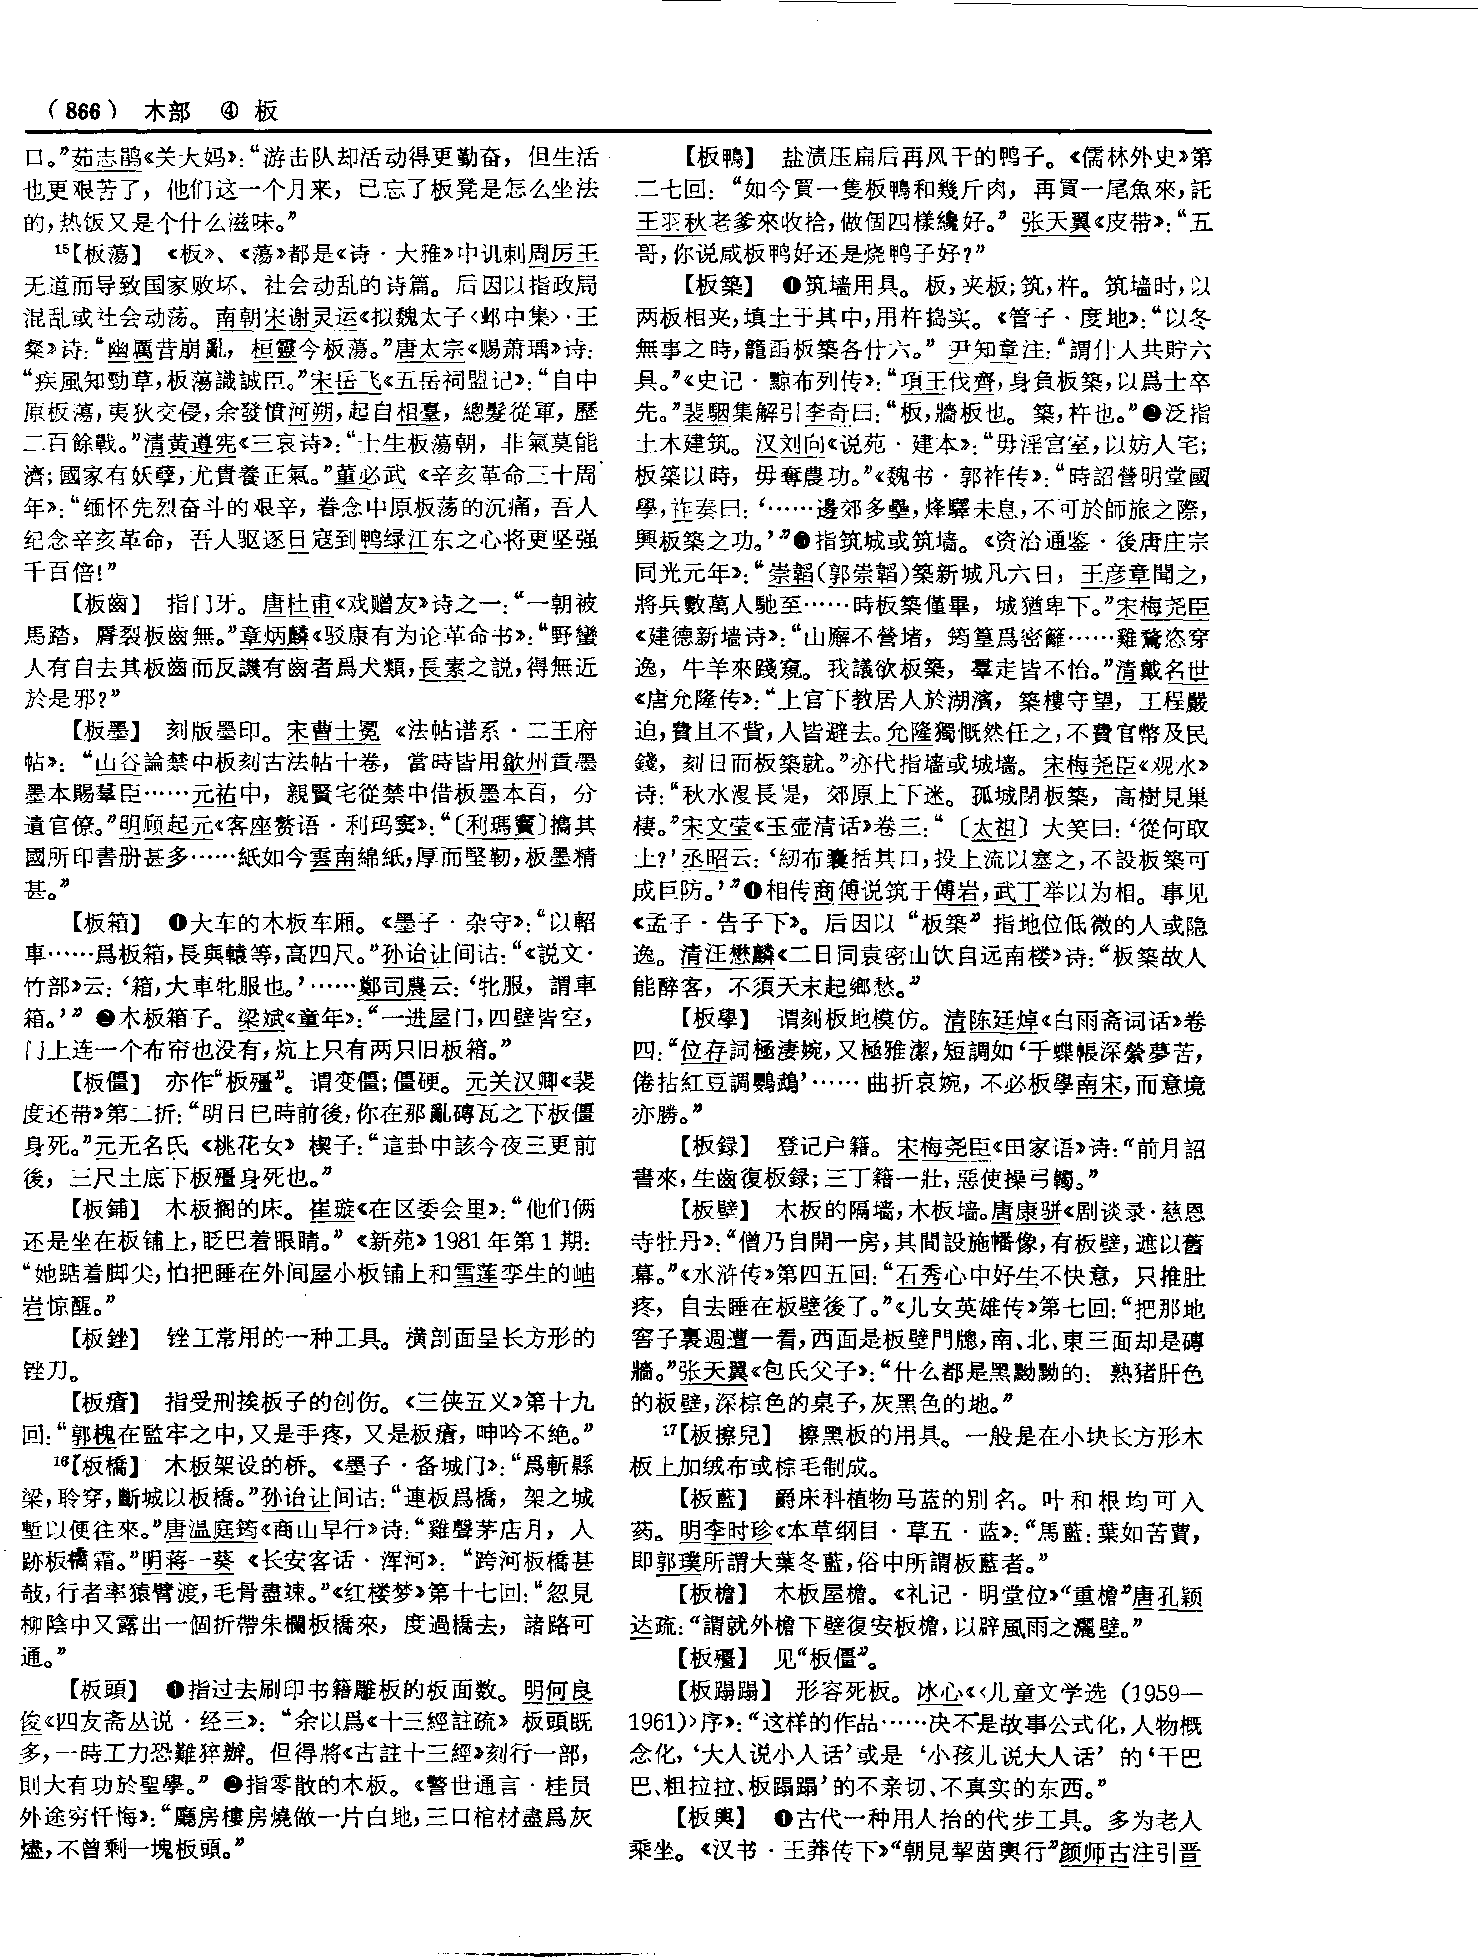 （866） 木部 ④ 板
口。”茹志鹃《关大妈》：“游击队却活动得更勤奋，但生活
也更艰苦了，他们这一个月来，已忘了板凳是怎么坐法
的，热饭又是个什么滋味。”
15【板蕩】 《板》、《蕩》都是《诗·大雅》中讥刺周厉王
无道而导致国家败坏、社会动乱的诗篇。后因以指政局
混乱或社会动荡。南朝宋谢灵运《拟魏太子〈邺中集〉·王
粲》诗：“幽厲昔崩亂，桓靈今板蕩。”唐太宗《赐萧瑀》诗：
“疾風知勁草，板蕩識誠臣。”宋岳飞《五岳祠盟记》：“自中
原板蕩，夷狄交侵，余發憤河朔，起自相臺，總髮從軍，歷
二百餘戰。”清黄遵宪《三哀诗》：“士生板蕩朝，非氣莫能
濟；國家有妖孽，尤貴養正氣。”董必武《辛亥革命三十周
年》：“缅怀先烈奋斗的艰辛，眷念中原板荡的沉痛，吾人
纪念辛亥革命，吾人驱逐日寇到鸭绿江东之心将更坚强
千百倍！”
【板齒】 指门牙。唐杜甫《戏赠友》诗之一：“一朝被
馬踏，脣裂板齒無。”章炳麟《驳康有为论革命书》：“野蠻
人有自去其板齒而反譏有齒者爲犬類，長素之説，得無近
於是邪？”
【板墨】 刻版墨印。宋曹士冕《法帖谱系·二王府
帖》：“山谷論禁中板刻古法帖十卷，當時皆用歙州貢墨
墨本賜羣臣……元祐中，親賢宅從禁中借板墨本百，分
遺官僚。”明顾起元《客座赘语·利玛窦》：“〔利瑪竇〕攜其
國所印書册甚多……紙如今雲南綿紙，厚而堅韌，板墨精
甚。”
【板箱】 ❶大车的木板车厢。《墨子·杂守》：“以軺
車……爲板箱，長與轅等，高四尺。”孙诒让间诂：“《説文·
竹部》云：‘箱，大車牝服也。’……鄭司農云：‘牝服，謂車
箱。’” ❷木板箱子。梁斌《童年》：“一进屋门，四壁皆空，
门上连一个布帘也没有，炕上只有两只旧板箱。”
【板僵】 亦作“板殭”。谓变僵；僵硬。元关汉卿《裴
度还带》第二折：“明日巳時前後，你在那亂磚瓦之下板僵
身死。”元无名氏《桃花女》楔子：“這卦中該今夜三更前
後，三尺土底下板殭身死也。”
【板鋪】 木板搁的床。崔璇《在区委会里》：“他们俩
还是坐在板铺上，眨巴着眼睛。”《新苑》1981年第1期：
“她踮着脚尖，怕把睡在外间屋小板铺上和雪莲孪生的岫
岩惊醒。”
【板銼】 锉工常用的一种工具。横剖面呈长方形的
锉刀。
【板瘡】 指受刑挨板子的创伤。《三侠五义》第十九
回：“郭槐在監牢之中，又是手疼，又是板瘡，呻吟不绝。”
16【板橋】 木板架设的桥。《墨子·备城门》：“爲斬縣
梁，聆穿，斷城以板橋。”孙诒让间诂：“連板爲橋，架之城
塹以便往來。”唐温庭筠《商山早行》诗：“雞聲茅店月，人
跡板橋霜。”明蒋一葵《长安客话·浑河》：“跨河板橋甚
攲，行者率猿臂渡，毛骨盡竦。”《红楼梦》第十七回：“忽見
柳陰中又露出一個折帶朱欄板橋來，度過橋去，諸路可
通。”
【板頭】 ❶指过去刷印书籍雕板的板面数。明何良
俊《四友斋丛说·经三》：“余以爲《十三經註疏》板頭既
多，一時工力恐難猝辦。但得將《古註十三經》刻行一部，
則大有功於聖學。” ❷指零散的木板。《警世通言·桂员
外途穷忏悔》：“廳房樓房燒做一片白地，三口棺材盡爲灰
燼，不曾剩一塊板頭。”
【板鴨】 盐渍压扁后再风干的鸭子。《儒林外史》第
二七回：“如今買一隻板鴨和幾斤肉，再買一尾魚來，託
王羽秋老爹來收拾，做個四樣纔好。”张天翼《皮带》：“五
哥，你说咸板鸭好还是烧鸭子好？”
【板築】 ❶筑墙用具。板，夹板；筑，杵。筑墙时，以
两板相夹，填土于其中，用杵捣实。《管子·度地》：“以冬
無事之時，籠臿板築各什六。”尹知章注：“謂什人共貯六
具。”《史记·黥布列传》：“項王伐齊，身負板築，以爲士卒
先。”裴駰集解引李奇曰：“板，牆板也。築，杵也。”❷泛指
土木建筑。汉刘向《说苑·建本》：“毋淫宫室，以妨人宅；
板築以時，毋奪農功。”《魏书·郭祚传》：“時詔營明堂國
學，祚奏曰：‘……邊郊多壘，烽驛未息，不可於師旅之際，
興板築之功。’”❸指筑城或筑墙。《资治通鉴·後唐庄宗
同光元年》：“崇韜（郭崇韜）築新城凡六日，王彦章聞之，
將兵數萬人馳至……時板築僅畢，城猶卑下。”宋梅尧臣
《建德新墙诗》：“山廨不營堵，筠篁爲密籬……雞鶩恣穿
逸，牛羊來踐窺。我議欲板築，羣走皆不怡。”清戴名世
《唐允隆传》：“上官下教居人於湖濱，築樓守望，工程嚴
迫，費且不貲，人皆避去。允隆獨慨然任之，不費官幣及民
錢，刻日而板築就。”亦代指墙或城墙。宋梅尧臣《观水》
诗：“秋水漫長堤，郊原上下迷。孤城閉板築，高樹見巢
棲。”宋文莹《玉壶清话》卷三：“〔太祖〕大笑曰：‘從何取
土？’丞昭云：‘紉布囊括其口，投上流以塞之，不設板築可
成巨防。’”❹相传商傅说筑于傅岩，武丁举以为相。事见
《孟子·告子下》。后因以“板築”指地位低微的人或隐
逸。清汪懋麟《二日同袁密山饮自远南楼》诗：“板築故人
能醉客，不須天末起鄉愁。”
【板學】 谓刻板地模仿。清陈廷焯《白雨斋词话》卷
四：“位存詞極淒婉，又極雅潔，短調如‘千蝶帳深縈夢苦，
倦拈紅豆調鸚鵡’……曲折哀婉，不必板學南宋，而意境
亦勝。”
【板録】 登记户籍。宋梅尧臣《田家语》诗：“前月詔
書來，生齒復板録；三丁籍一壯，惡使操弓韣。”
【板壁】 木板的隔墙，木板墙。唐康骈《剧谈录·慈恩
寺牡丹》：“僧乃自開一房，其間設施幡像，有板壁，遮以舊
幕。”《水浒传》第四五回：“石秀心中好生不快意，只推肚
疼，自去睡在板壁後了。”《儿女英雄传》第七回：“把那地
窖子裏週遭一看，西面是板壁門牕，南、北、東三面却是磚
牆。”张天翼《包氏父子》：“什么都是黑黝黝的：熟猪肝色
的板壁，深棕色的桌子，灰黑色的地。”
17【板擦兒】 擦黑板的用具。一般是在小块长方形木
板上加绒布或棕毛制成。
【板藍】 爵床科植物马蓝的别名。叶和根均可入
药。明李时珍《本草纲目·草五·蓝》：“馬藍：葉如苦蕒，
即郭璞所謂大葉冬藍，俗中所謂板藍者。”
【板檐】 木板屋檐。《礼记·明堂位》“重檐”唐孔颖
达疏：“謂就外檐下壁復安板檐，以辟風雨之灑壁。”
【板殭】 见“板僵”。
【板蹋蹋】 形容死板。冰心《〈儿童文学选（1959—
1961）〉序》：“这样的作品……决不是故事公式化，人物概
念化，‘大人说小人话’或是‘小孩儿说大人话’的‘干巴
巴、粗拉拉、板蹋蹋’的不亲切、不真实的东西。”
【板輿】 ❶古代一种用人抬的代步工具。多为老人
乘坐。《汉书·王莽传下》“朝見挈茵輿行”颜师古注引晋